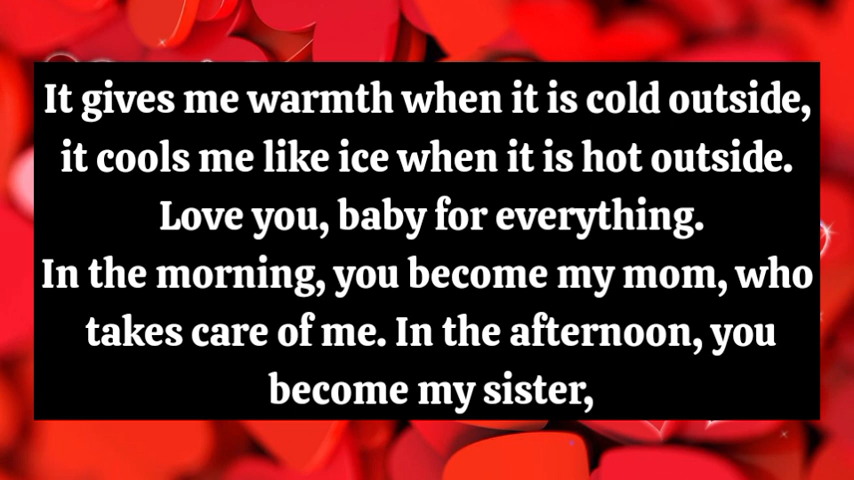 It gives me warmth when it is cold outside,
it cools me like ice when it is hot outside.
Love you, baby for everything.
In the morning, you become my mom, who
takes care of me. In the afternoon, you
become my sister,